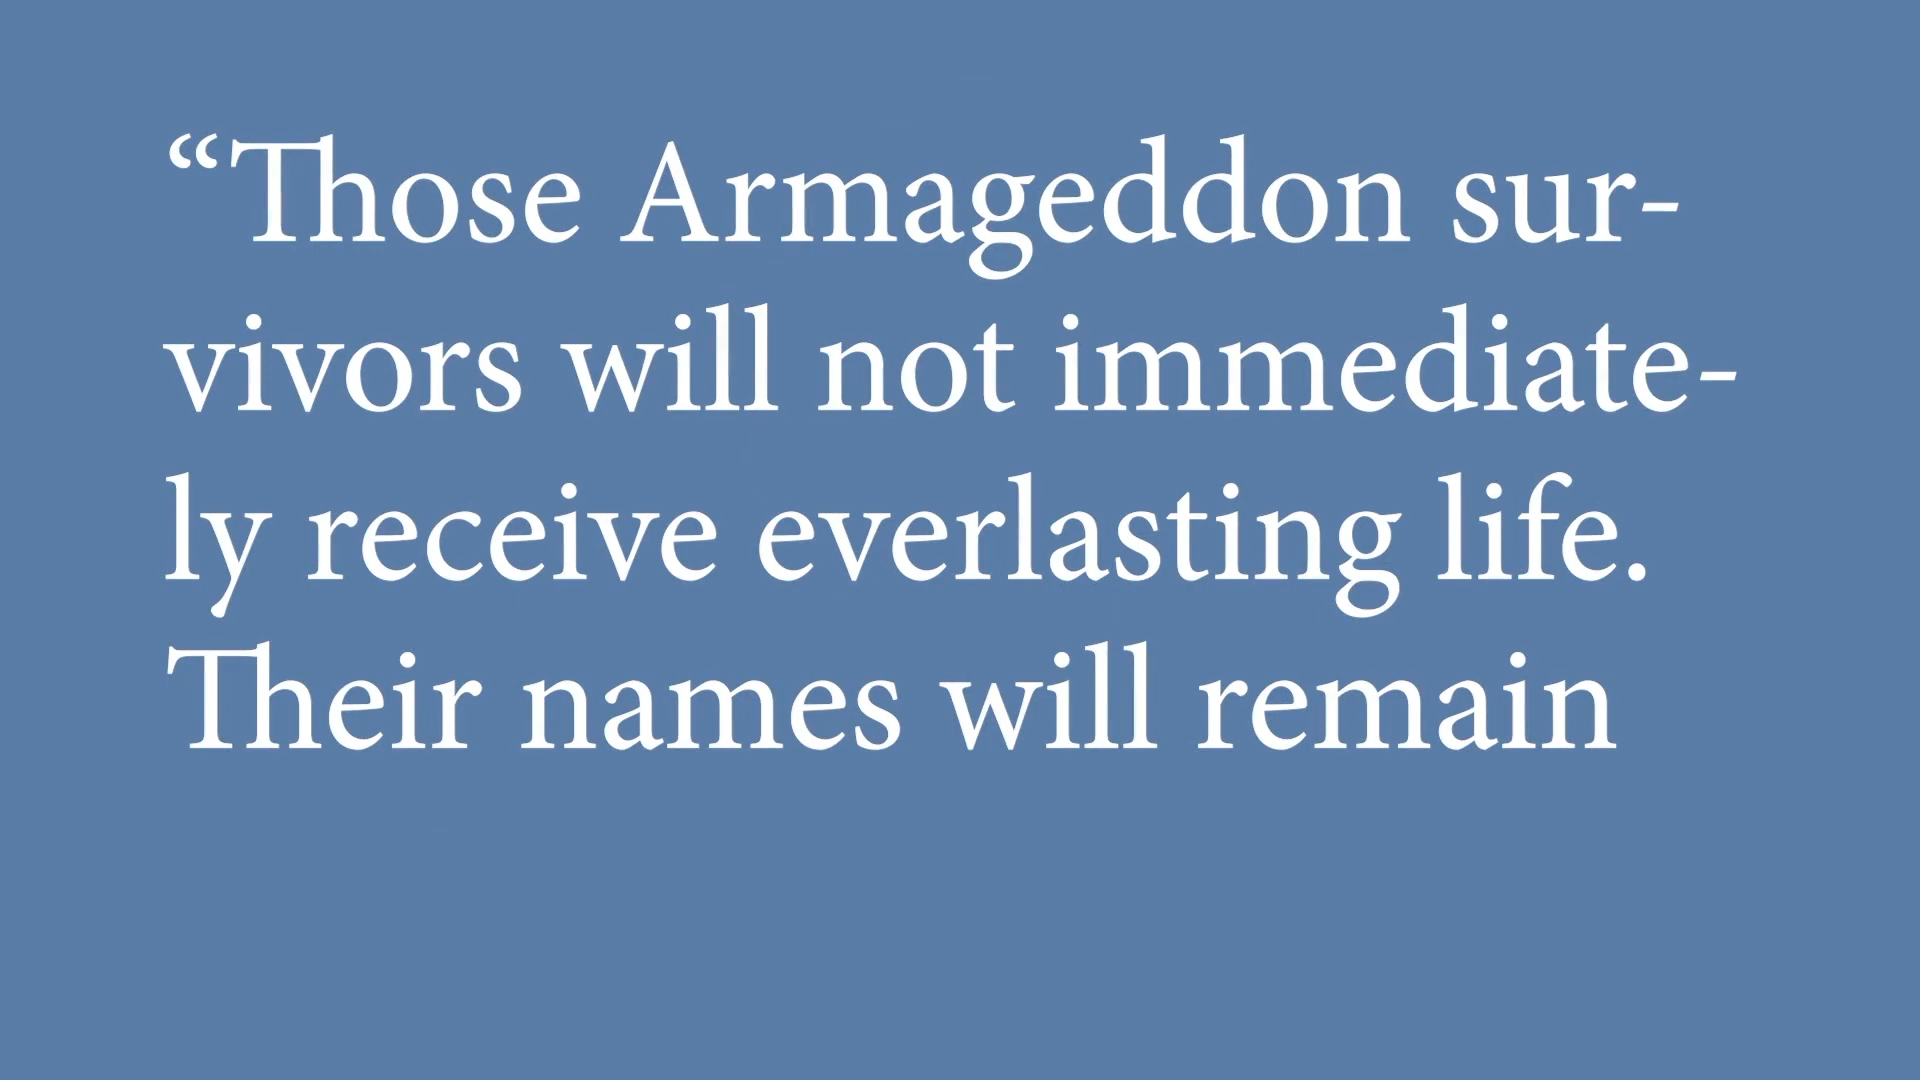 “Those Armageddon sur-
vivors will not immediate-
ly receive everlasting life.
Their names will remain